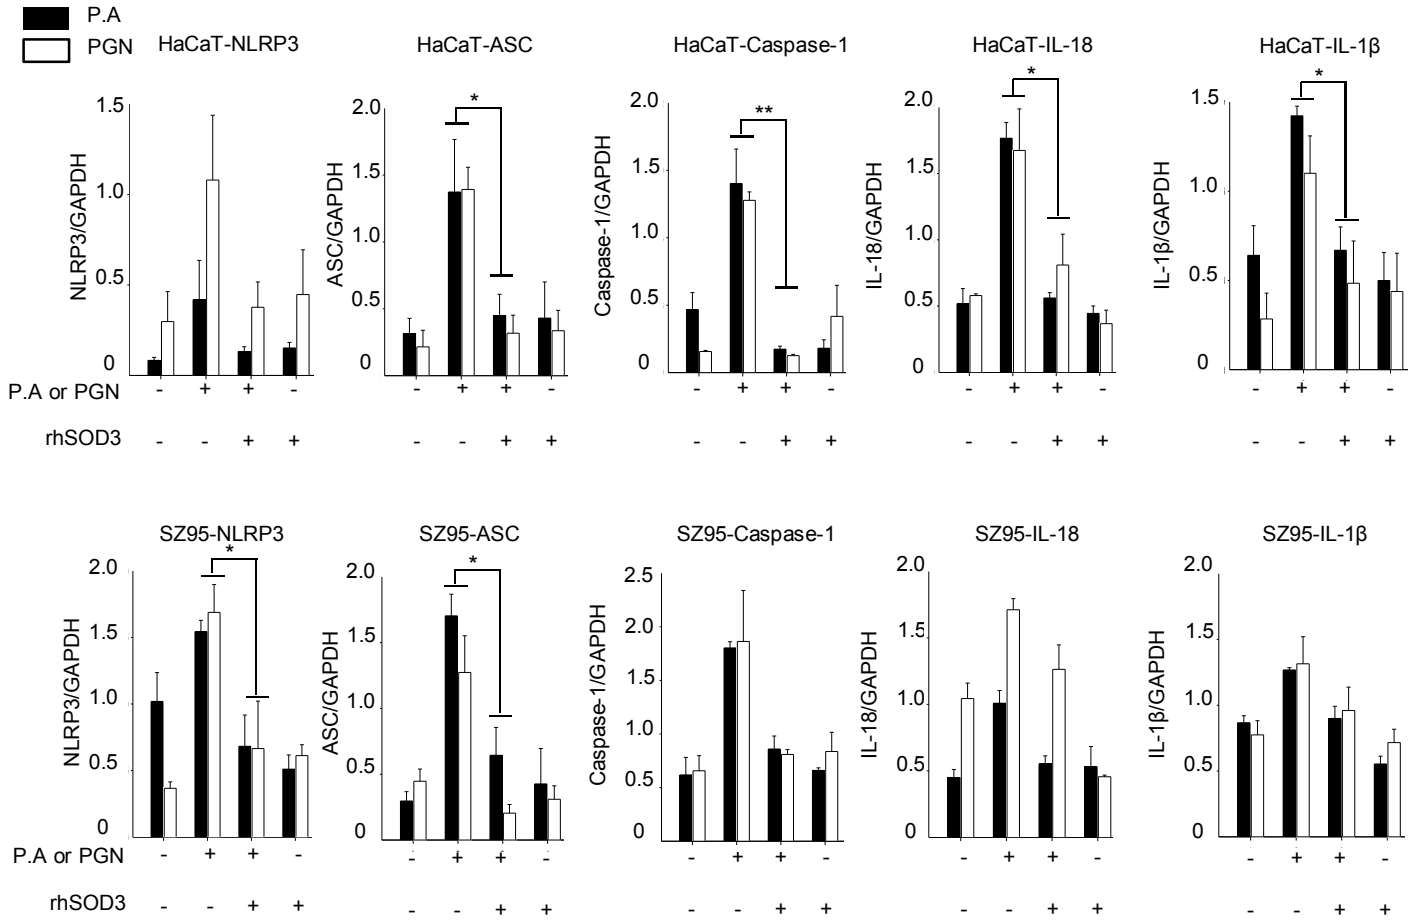 P.A
PGN
HaCaT-NLRP3
HaCaT-ASC
HaCaT-Caspase-1
HaCaT-IL-18
HaCaT-IL-1β
NLRP3/GAPDH
1.5
1.0
0.5
0
ASC/GAPDH
2.0
1.5
1.0
0.5
0
*
Caspase-1/GAPDH
2.0
1.5
1.0
0.5
0
**
IL-18/GAPDH
2.0
1.5
1.0
0.5
0
*
IL-1β/GAPDH
1.5
1.0
0.5
0
*
P.A or PGN - + + - - + + - - + + - - + + - - + + -
rhSOD3 - - + + - - + + - - + + - - + + - - + +
SZ95-NLRP3
SZ95-ASC
SZ95-Caspase-1
SZ95-IL-18
SZ95-IL-1β
NLRP3/GAPDH
2.0
1.5
1.0
0.5
0
*
ASC/GAPDH
2.0
1.5
1.0
0.5
0
*
Caspase-1/GAPDH
2.5
2.0
1.5
1.0
0.5
0
IL-18/GAPDH
2.0
1.5
1.0
0.5
0
IL-1β/GAPDH
2.0
1.5
1.0
0.5
0
P.A or PGN - + + - - + + - - + + - - + + - - + + -
rhSOD3 - - + + - - + + - - + + - - + + - - + +